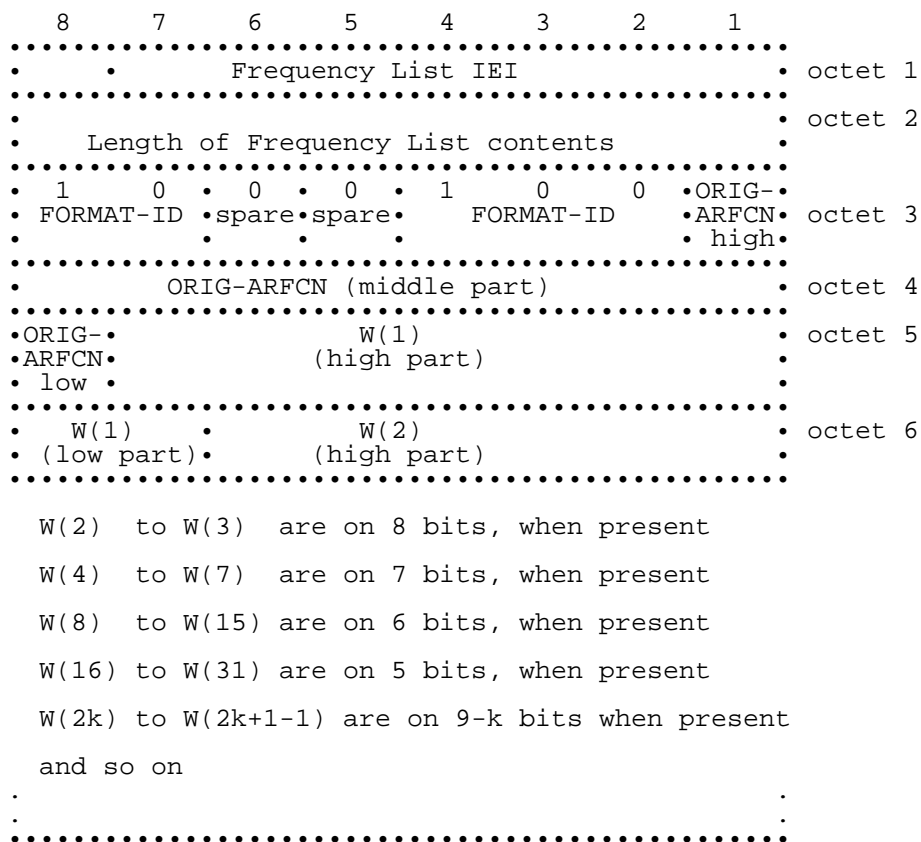 8 7 6 5 4 3 2 1
Frequency List IEI octet 1
octet 2
Length of Frequency List contents
1 0 0 0 1 0 0 ORIG-
FORMAT-ID spare spare FORMAT-ID ARFCN octet 3
high
ORIG-ARFCN (middle part) octet 4
ORIG- W(1) octet 5
ARFCN (high part)
low
W(1) W(2) octet 6
(low part) (high part)
W(2) to W(3) are on 8 bits, when present
W(4) to W(7) are on 7 bits, when present
W(8) to W(15) are on 6 bits, when present
W(16) to W(31) are on 5 bits, when present
W(2k) to W(2k+1-1) are on 9-k bits when present
and so on